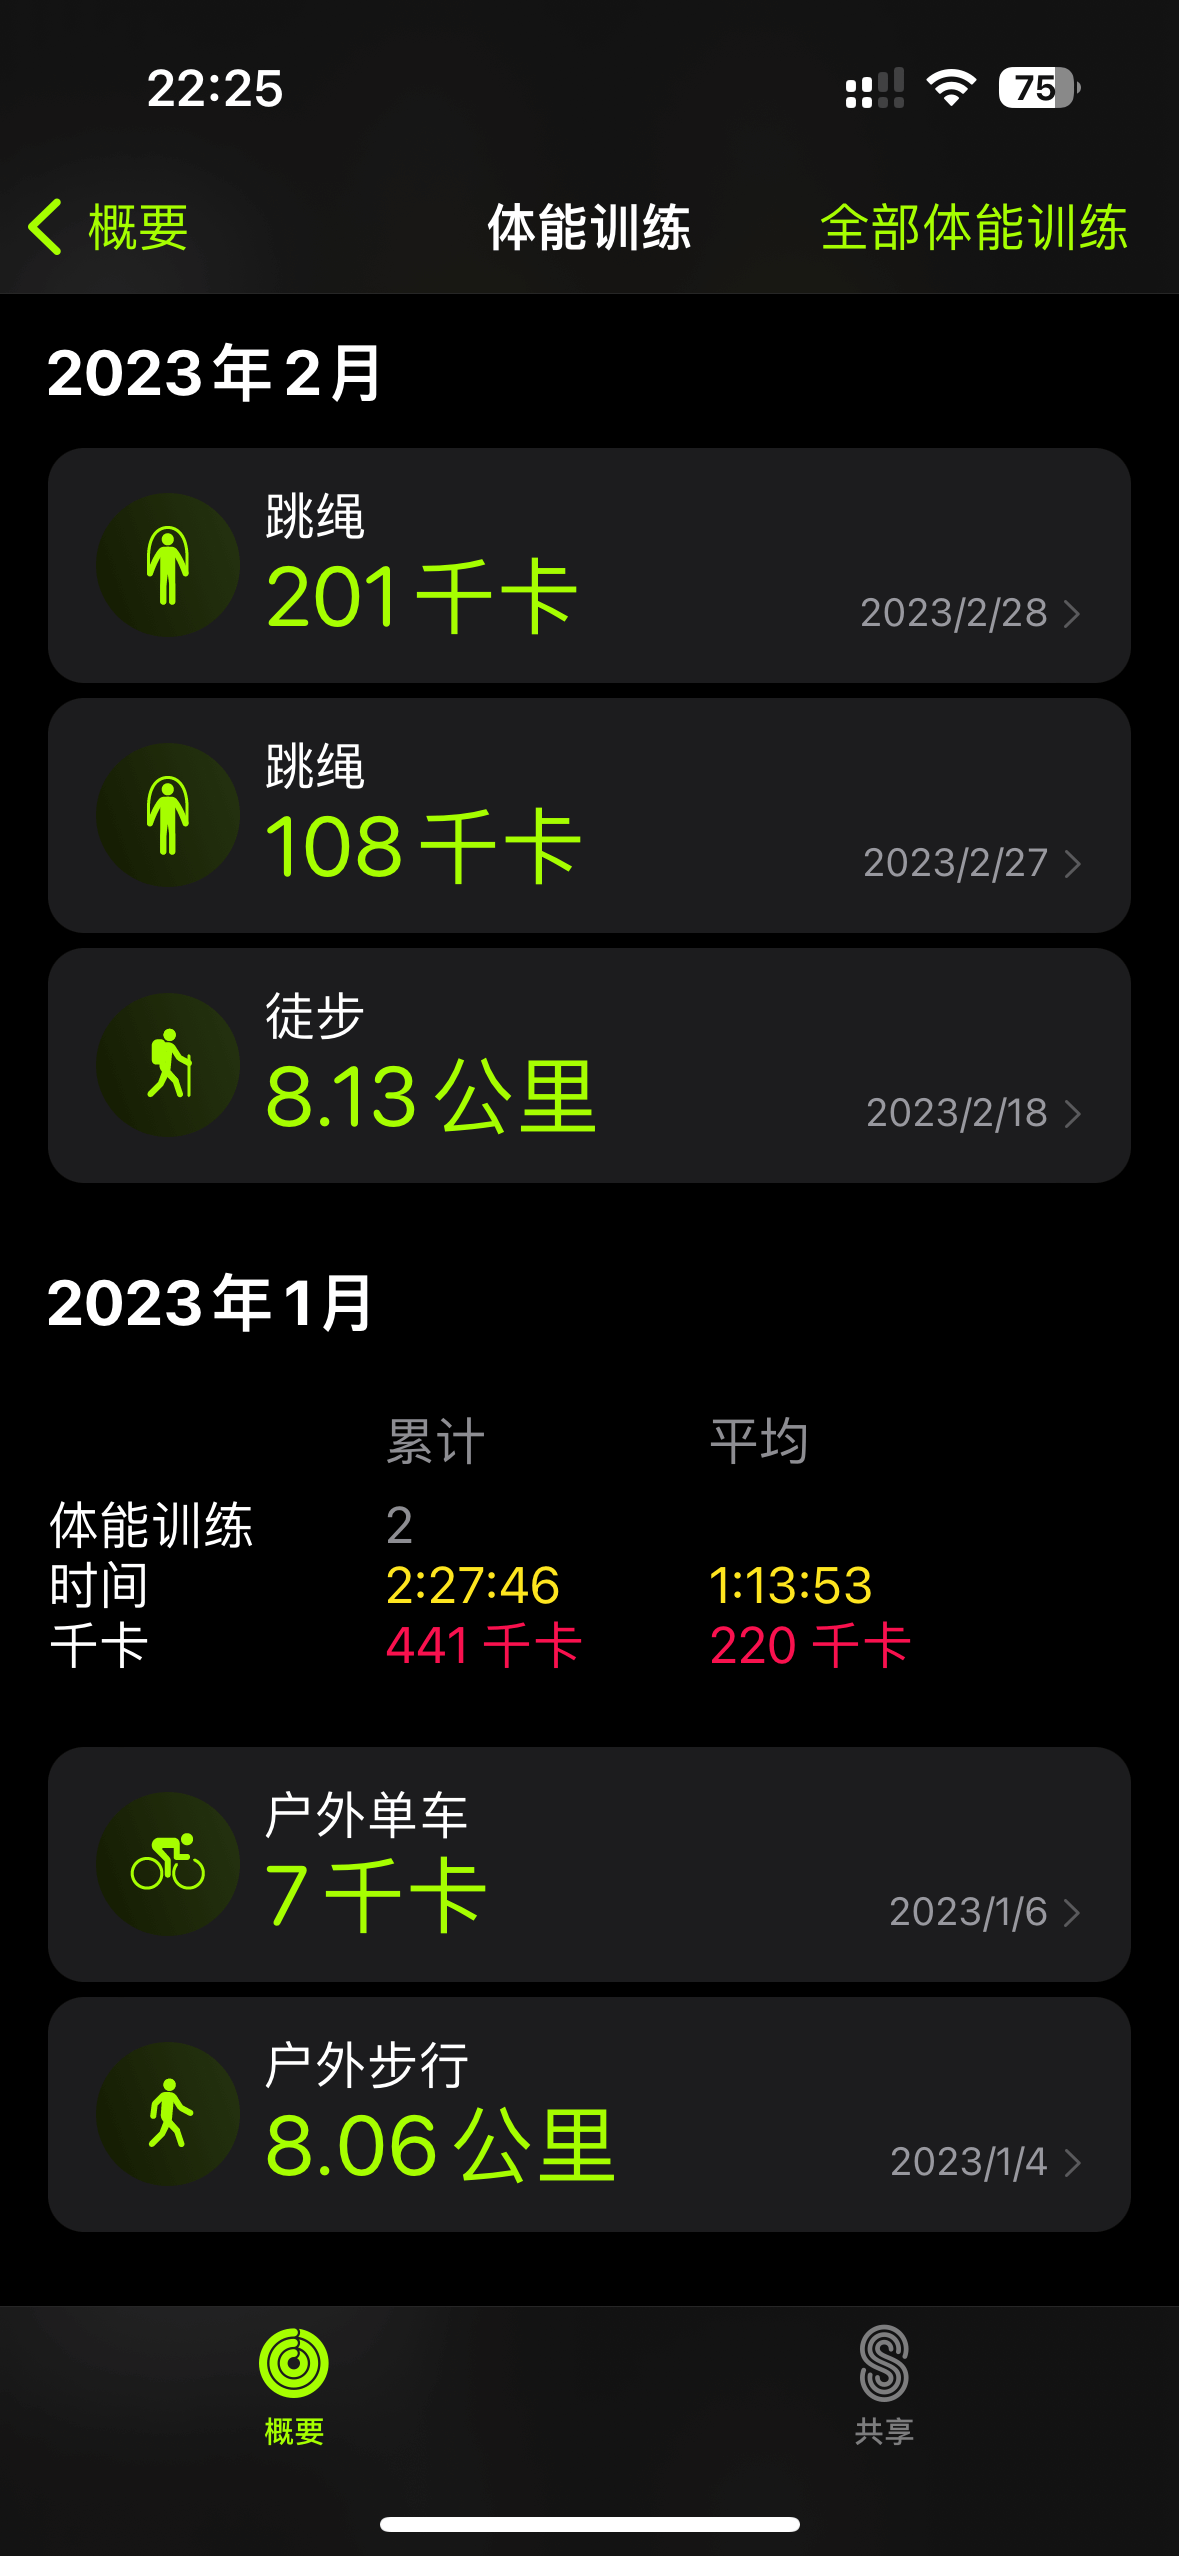 22:25
75
概要
体能训练
全部体能训练
2023年2月
跳绳
201千卡
2023/2/28
跳绳
108千卡
2023/2/27
徒步
8.13公里
2023/2/18
2023年1月
累计 平均
体能训练 2
时间 2:27:46 1:13:53
千卡 441千卡 220千卡
户外单车
7千卡
2023/1/6
户外步行
8.06公里
2023/1/4
概要
共享